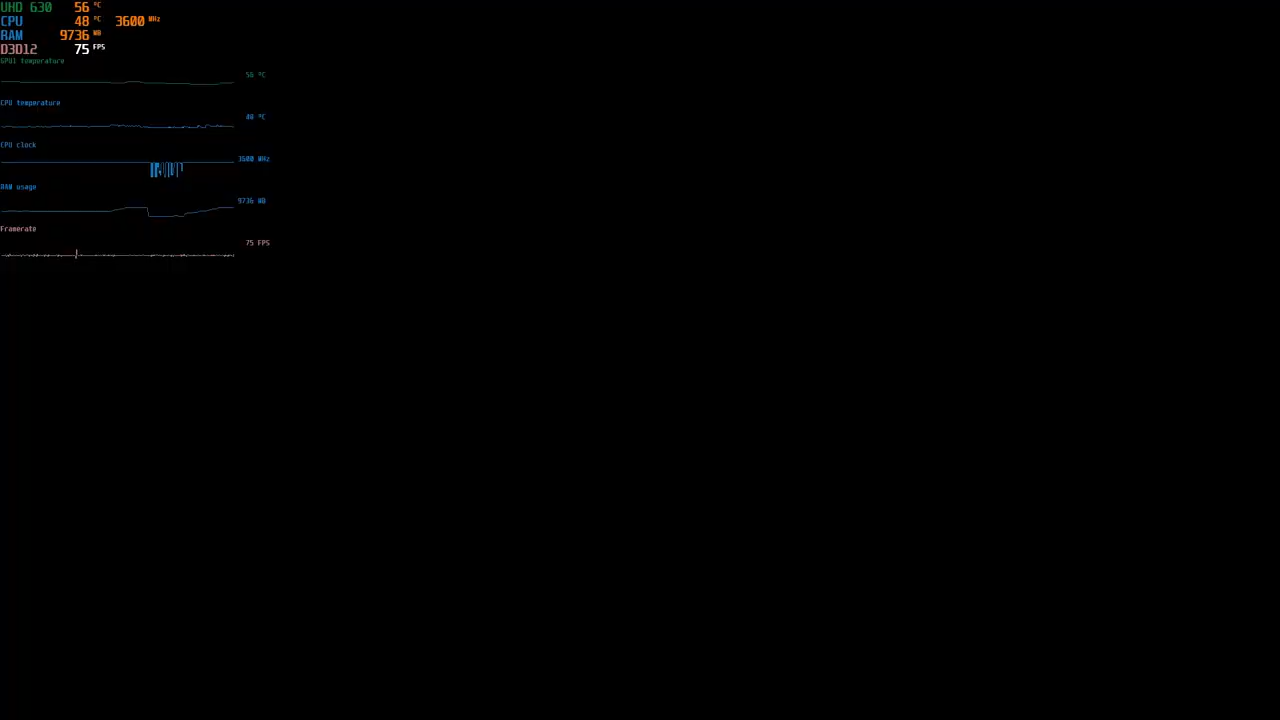 UHD 630 56 °C
CPU 48 °C 3600 MHz
RAM 9736 MB
D3D12 75 FPS
GPU1 temperature
56 °C
CPU temperature
48 °C
CPU clock
3600 MHz
RAM usage
9736 MB
Framerate
75 FPS